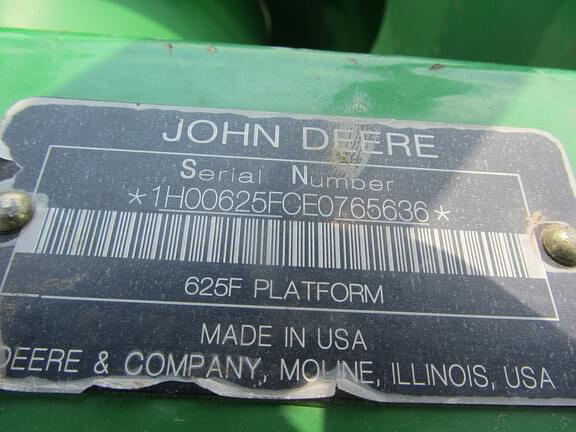 JOHN DEERE
Serial Number
*1H00625FCE0765636*
625F PLATFORM
MADE IN USA
DEERE & COMPANY, MOLINE, ILLINOIS, USA